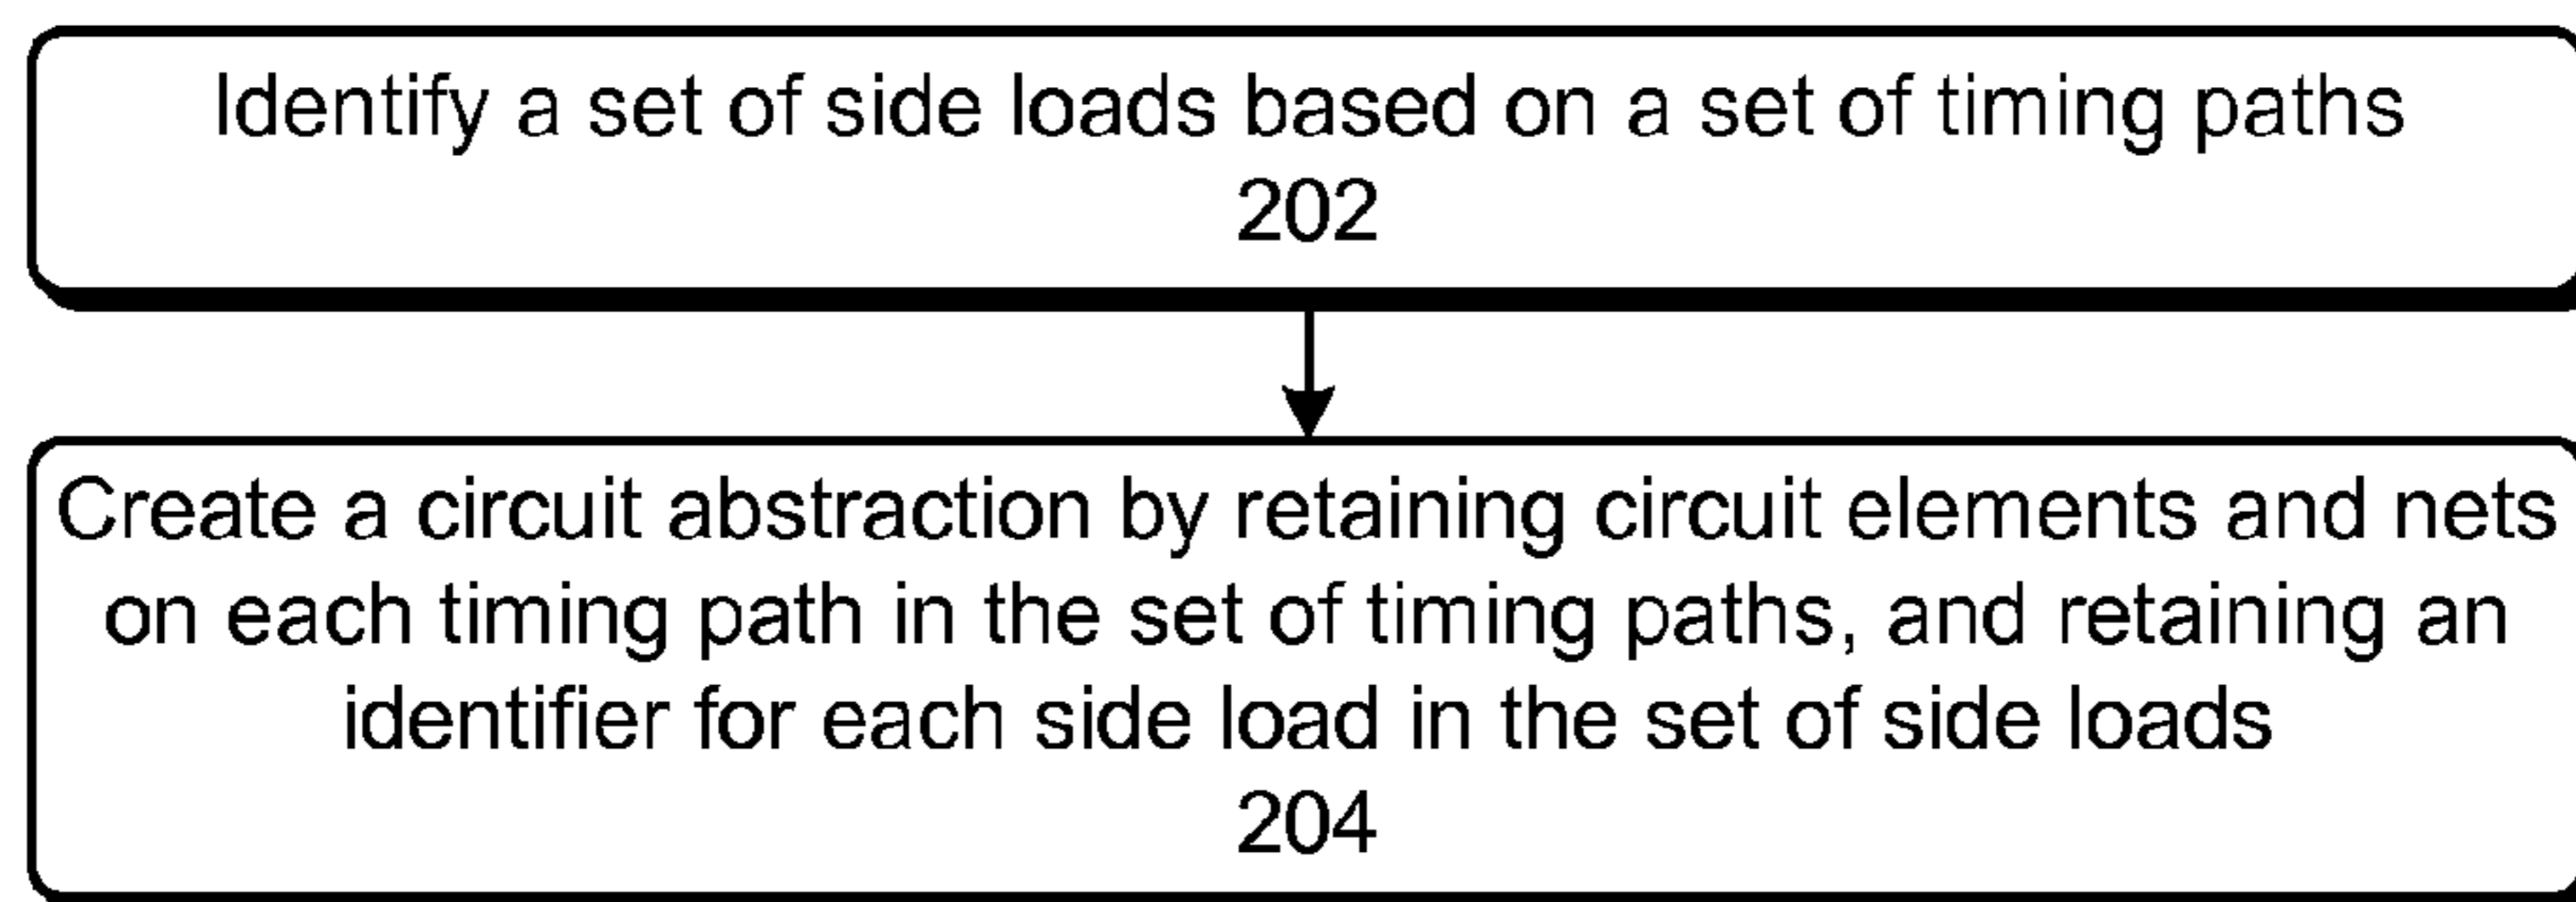 Identify a set of side loads based on a set of timing paths
202
Create a circuit abstraction by retaining circuit elements and nets
on each timing path in the set of timing paths, and retaining an
identifier for each side load in the set of side loads
204